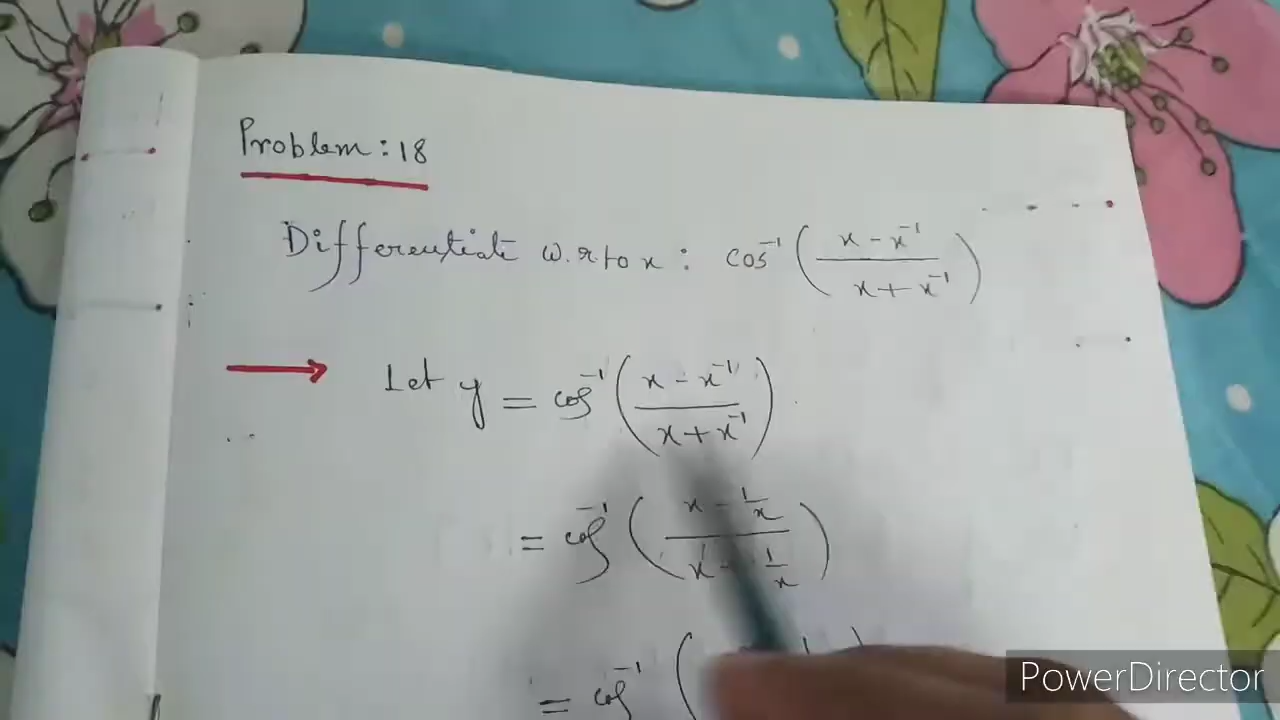 Problem: 18
Differentiate w.r to x : cos⁻¹ ( x - x⁻¹ / x + x⁻¹ )
Let y = cos⁻¹ ( x - x⁻¹ / x + x⁻¹ )
= cos⁻¹ ( x - 1/x / x 1/x )
= cos⁻¹ (
PowerDirector